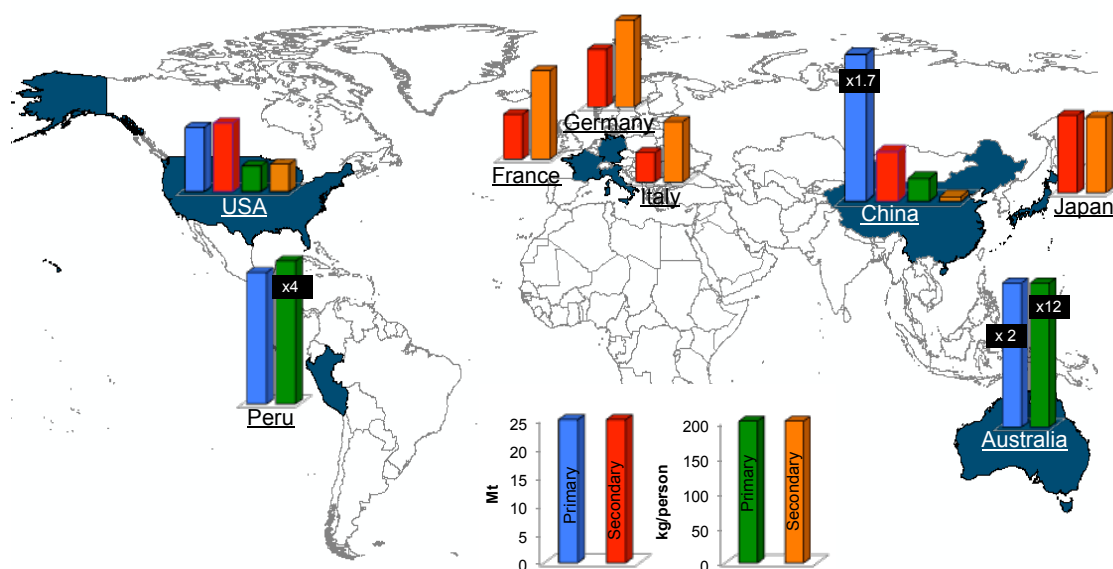 x1.7
Germany
France
Italy
USA
China
Japan
x4
x12
x 2
Peru
Australia
25
20
15
10
5
0
Mt
Primary
Secondary
200
150
100
50
0
kg/person
Primary
Secondary